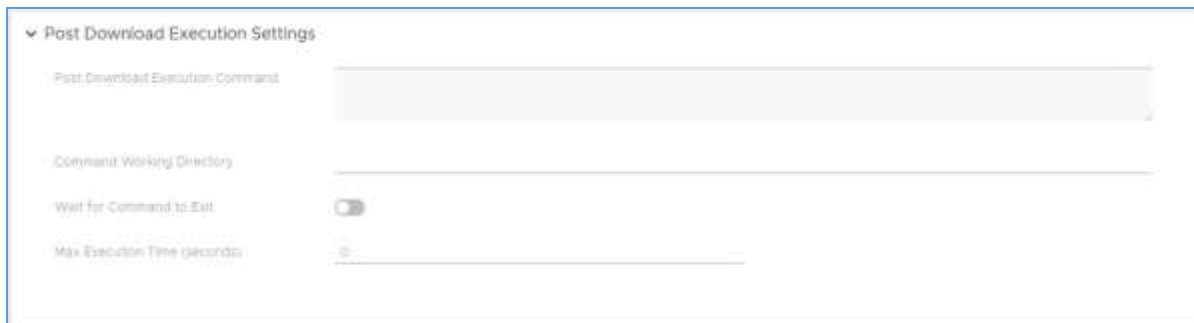 Post Download Execution Settings
Post Download Execution Command
Command Working Directory
Wait for Command to Exit
Max Execution Time (seconds)
0